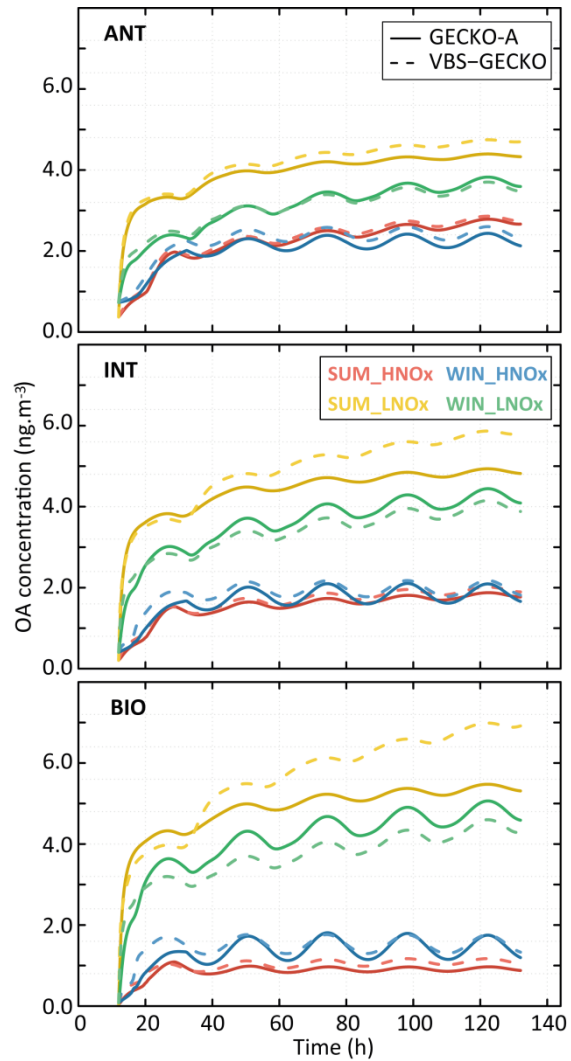 ANT
GECKO-A
VBS−GECKO
6.0
4.0
2.0
0.0
INT
SUM_HNOx WIN_HNOx
SUM_LNOx WIN_LNOx
6.0
4.0
2.0
0.0
OA concentration (ng.m⁻³)
BIO
6.0
4.0
2.0
0.0
0 20 40 60 80 100 120 140
Time (h)